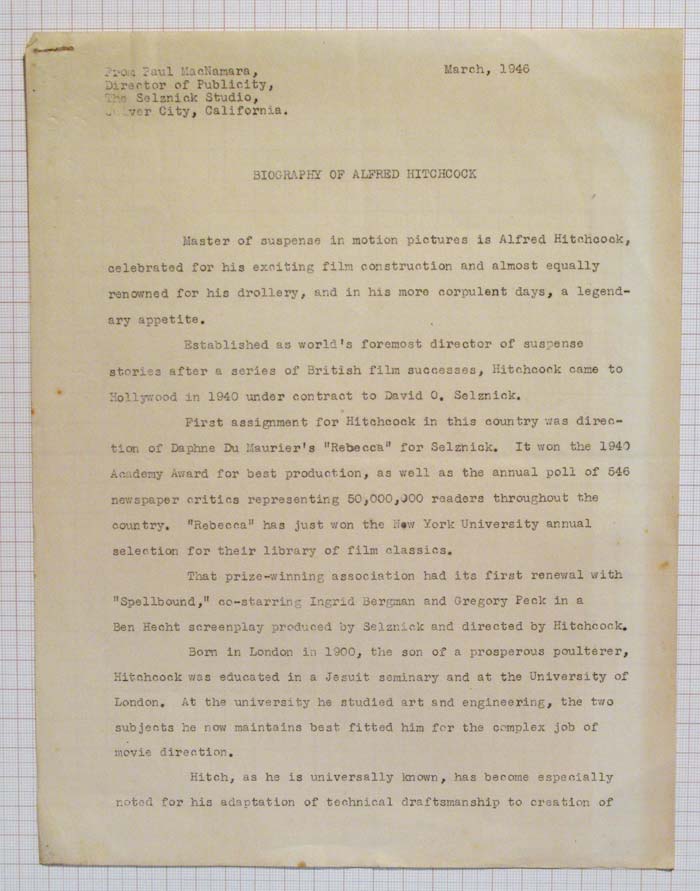 From Paul MacNamara,
Director of Publicity,
The Selznick Studio,
Culver City, California.
March, 1946
BIOGRAPHY OF ALFRED HITCHCOCK
Master of suspense in motion pictures is Alfred Hitchcock,
celebrated for his exciting film construction and almost equally
renowned for his drollery, and in his more corpulent days, a legend-
ary appetite.
Established as world's foremost director of suspense
stories after a series of British film successes, Hitchcock came to
Hollywood in 1940 under contract to David O. Selznick.
First assignment for Hitchcock in this country was direc-
tion of Daphne Du Maurier's "Rebecca" for Selznick. It won the 1940
Academy Award for best production, as well as the annual poll of 546
newspaper critics representing 50,000,000 readers throughout the
country. "Rebecca" has just won the New York University annual
selection for their library of film classics.
That prize-winning association had its first renewal with
"Spellbound," co-starring Ingrid Bergman and Gregory Peck in a
Ben Hecht screenplay produced by Selznick and directed by Hitchcock.
Born in London in 1900, the son of a prosperous poulterer,
Hitchcock was educated in a Jesuit seminary and at the University of
London. At the university he studied art and engineering, the two
subjects he now maintains best fitted him for the complex job of
movie direction.
Hitch, as he is universally known, has become especially
noted for his adaptation of technical draftsmanship to creation of